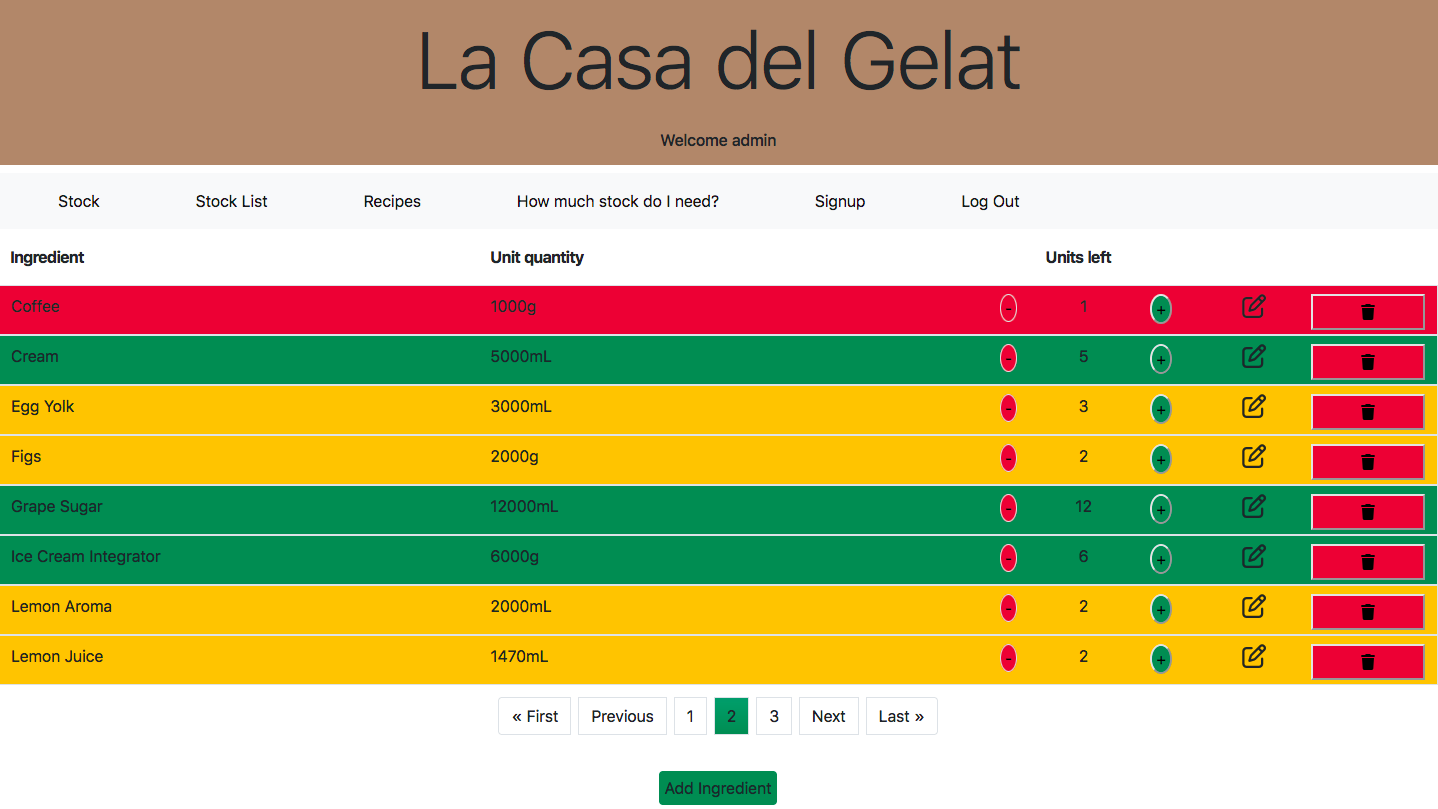 La Casa del Gelat
Welcome admin
Stock Stock List Recipes How much stock do I need? Signup Log Out
Ingredient Unit quantity Units left
Coffee 1000g - 1 +
Cream 5000mL - 5 +
Egg Yolk 3000mL - 3 +
Figs 2000g - 2 +
Grape Sugar 12000mL - 12 +
Ice Cream Integrator 6000g - 6 +
Lemon Aroma 2000mL - 2 +
Lemon Juice 1470mL - 2 +
« First Previous 1 2 3 Next Last »
Add Ingredient